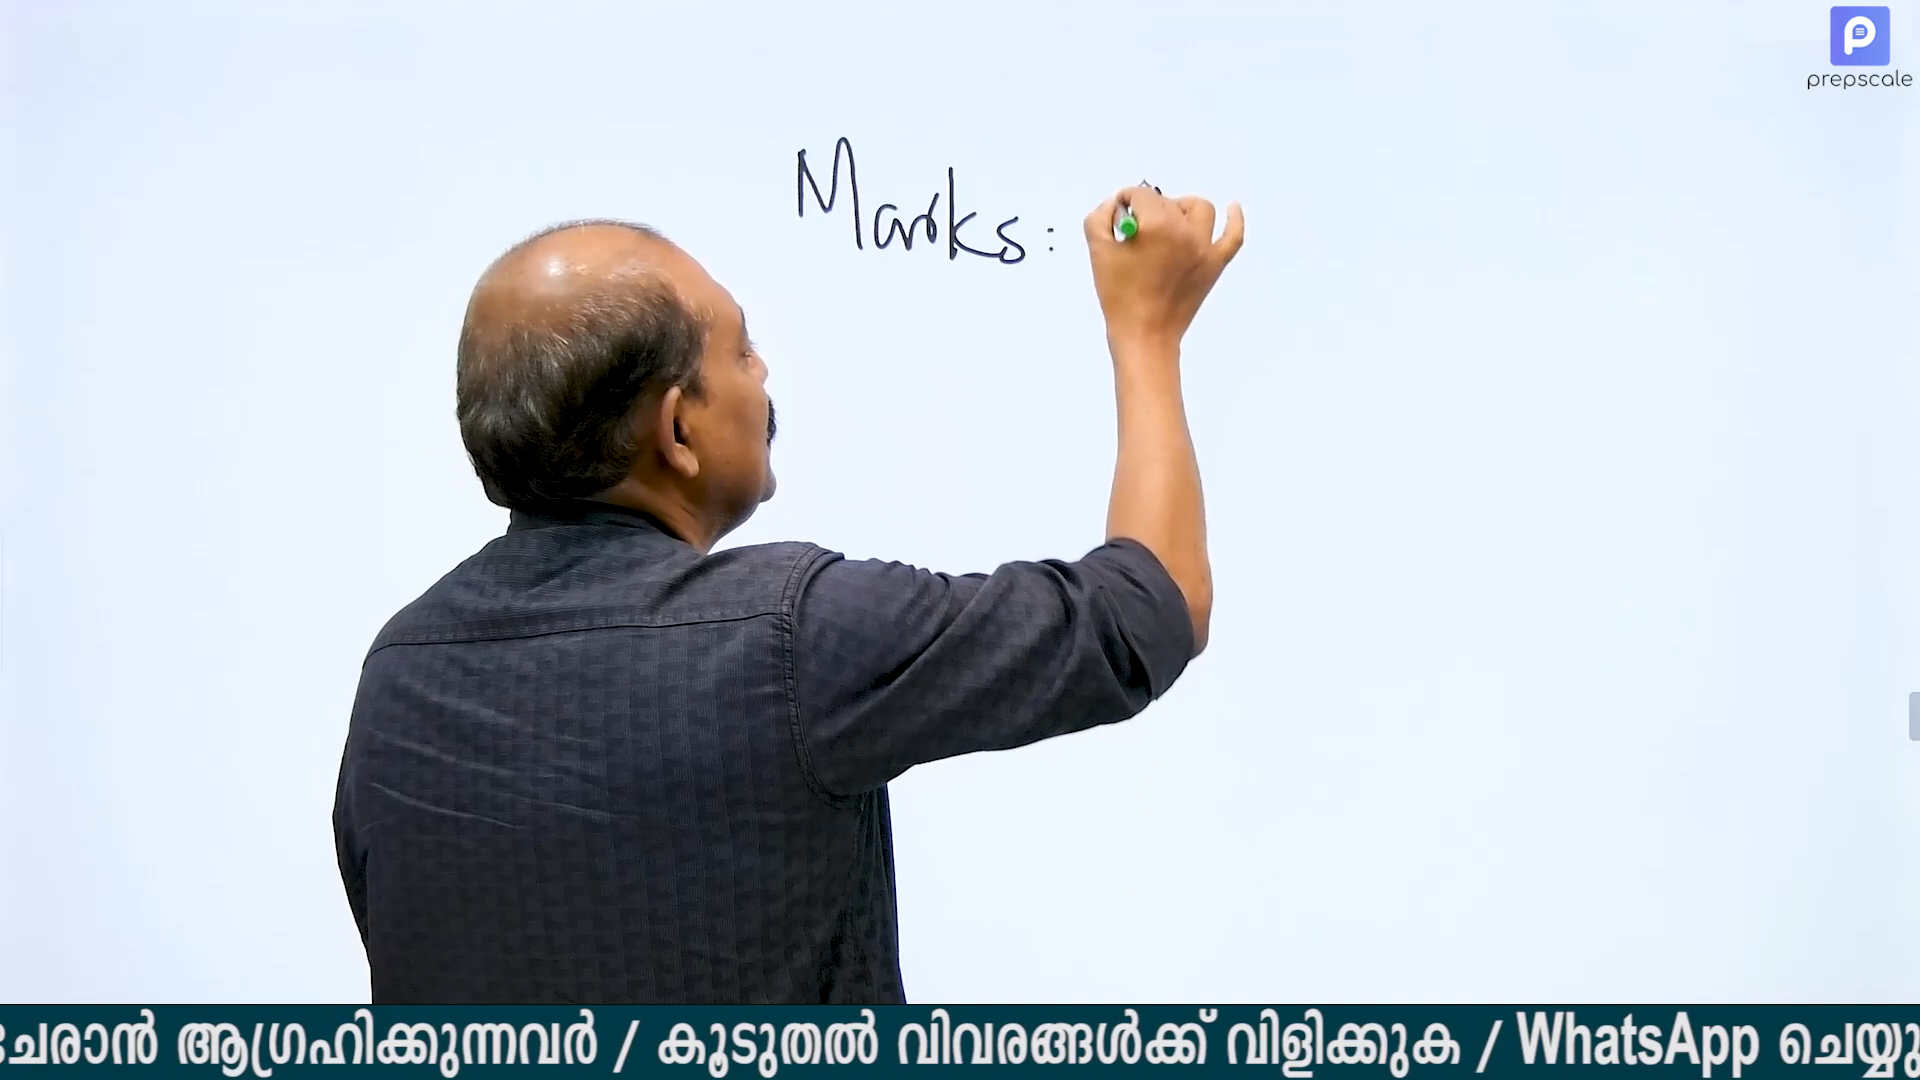 prepscale
Marks:
ചേരാൻ ആഗ്രഹിക്കുന്നവർ / കൂടുതൽ വിവരങ്ങൾക്ക് വിളിക്കുക / WhatsApp ചെയ്യു